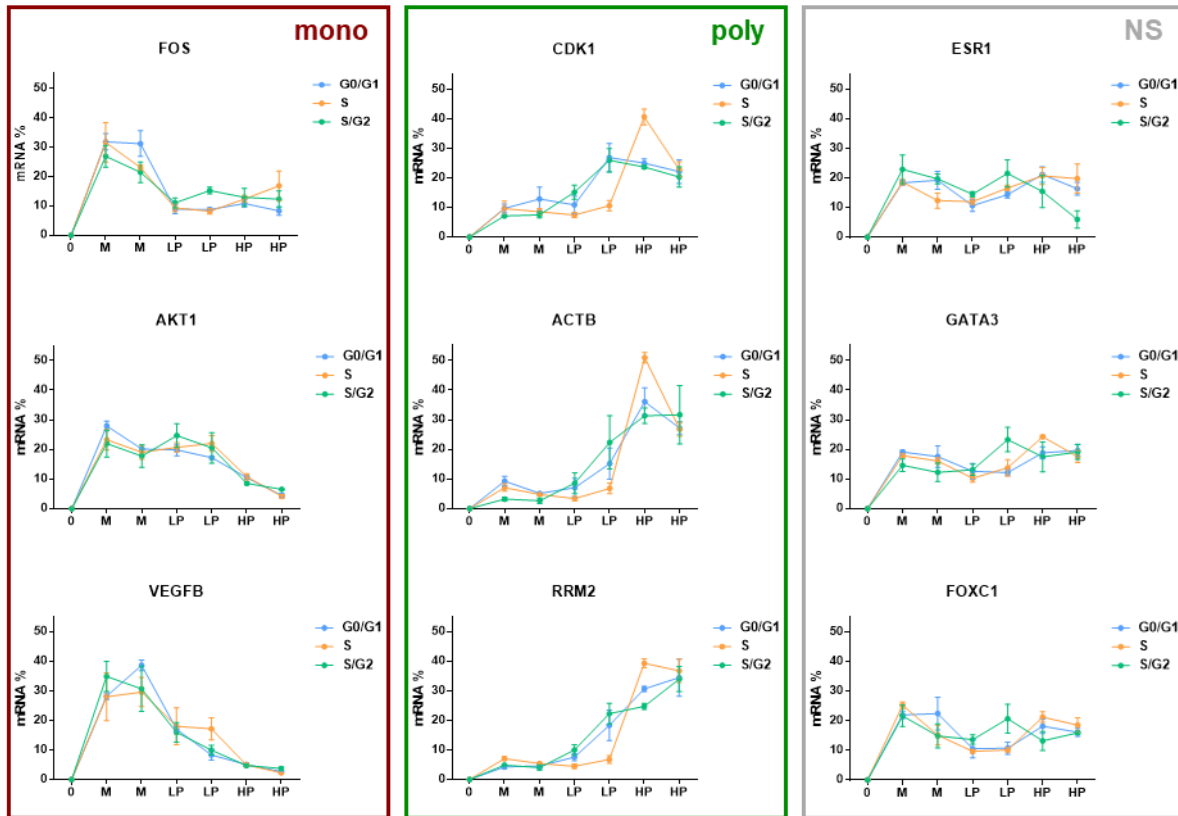 mono
FOS
G0/G1
S
S/G2
mRNA %
50
40
30
20
10
0
0 M M LP LP HP HP
AKT1
G0/G1
S
S/G2
mRNA %
50
40
30
20
10
0
0 M M LP LP HP HP
VEGFB
G0/G1
S
S/G2
mRNA %
50
40
30
20
10
0
0 M M LP LP HP HP
poly
CDK1
G0/G1
S
S/G2
mRNA %
50
40
30
20
10
0
0 M M LP LP HP HP
ACTB
G0/G1
S
S/G2
mRNA %
50
40
30
20
10
0
0 M M LP LP HP HP
RRM2
G0/G1
S
S/G2
mRNA %
50
40
30
20
10
0
0 M M LP LP HP HP
NS
ESR1
G0/G1
S
S/G2
mRNA %
50
40
30
20
10
0
0 M M LP LP HP HP
GATA3
G0/G1
S
S/G2
mRNA %
50
40
30
20
10
0
0 M M LP LP HP HP
FOXC1
G0/G1
S
S/G2
mRNA %
50
40
30
20
10
0
0 M M LP LP HP HP